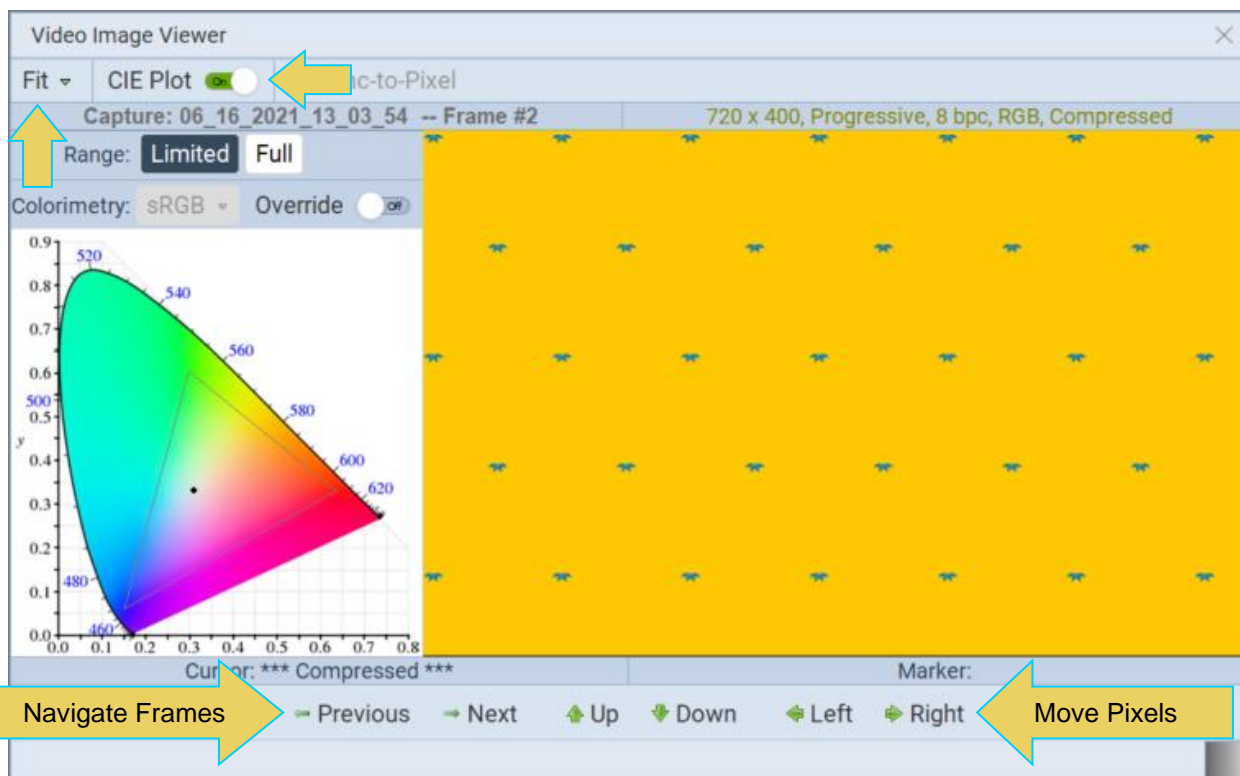 Video Image Viewer
Fit CIE Plot On nc-to-Pixel
Capture: 06_16_2021_13_03_54 -- Frame #2 720 x 400, Progressive, 8 bpc, RGB, Compressed
Range: Limited Full
Colorimetry: sRGB Override Off
0.9
520
0.8
540
0.7
560
0.6
500
0.5
580
y
0.4
600
620
0.3
0.2
480
0.1
460
0.0
0.0 0.1 0.2 0.3 0.4 0.5 0.6 0.7 0.8
Cursor: *** Compressed *** Marker:
Navigate Frames Previous Next Up Down Left Right Move Pixels